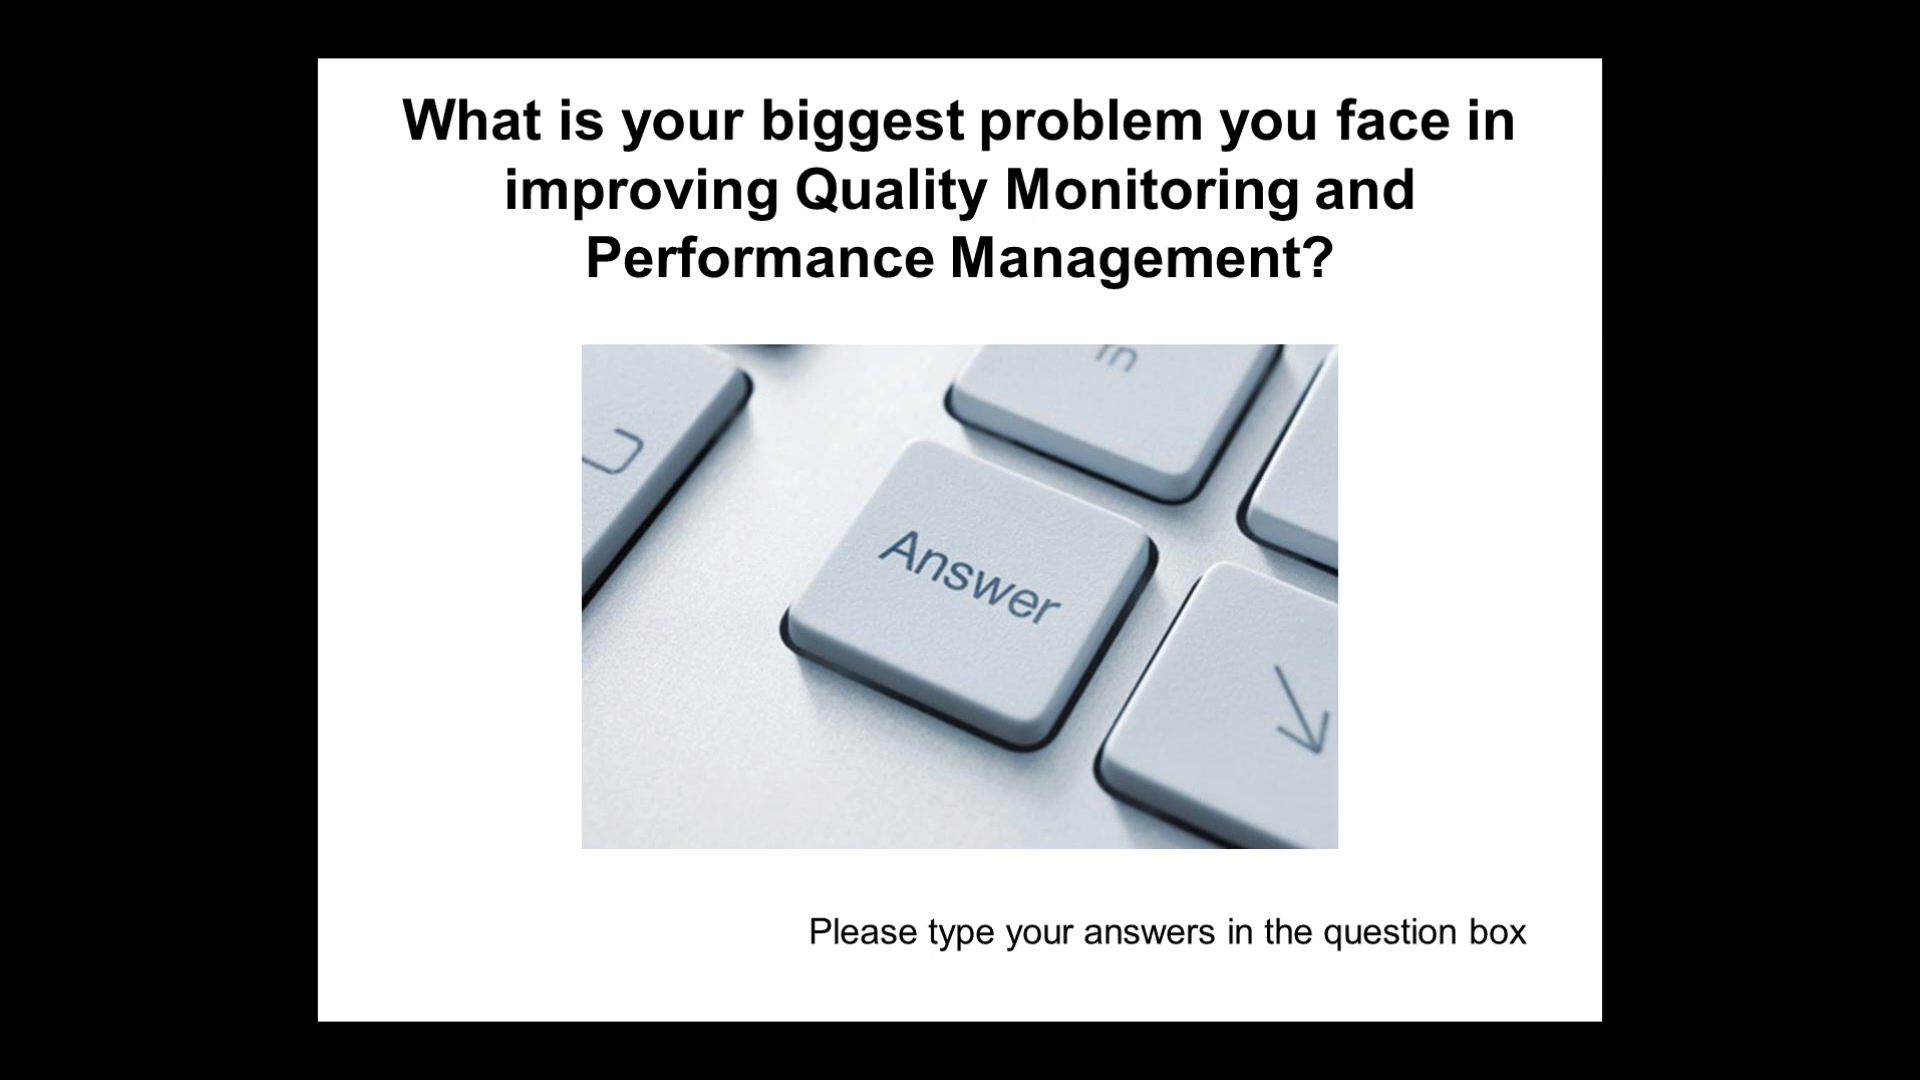 What is your biggest problem you face in
improving Quality Monitoring and
Performance Management?
in
Answer
Please type your answers in the question box